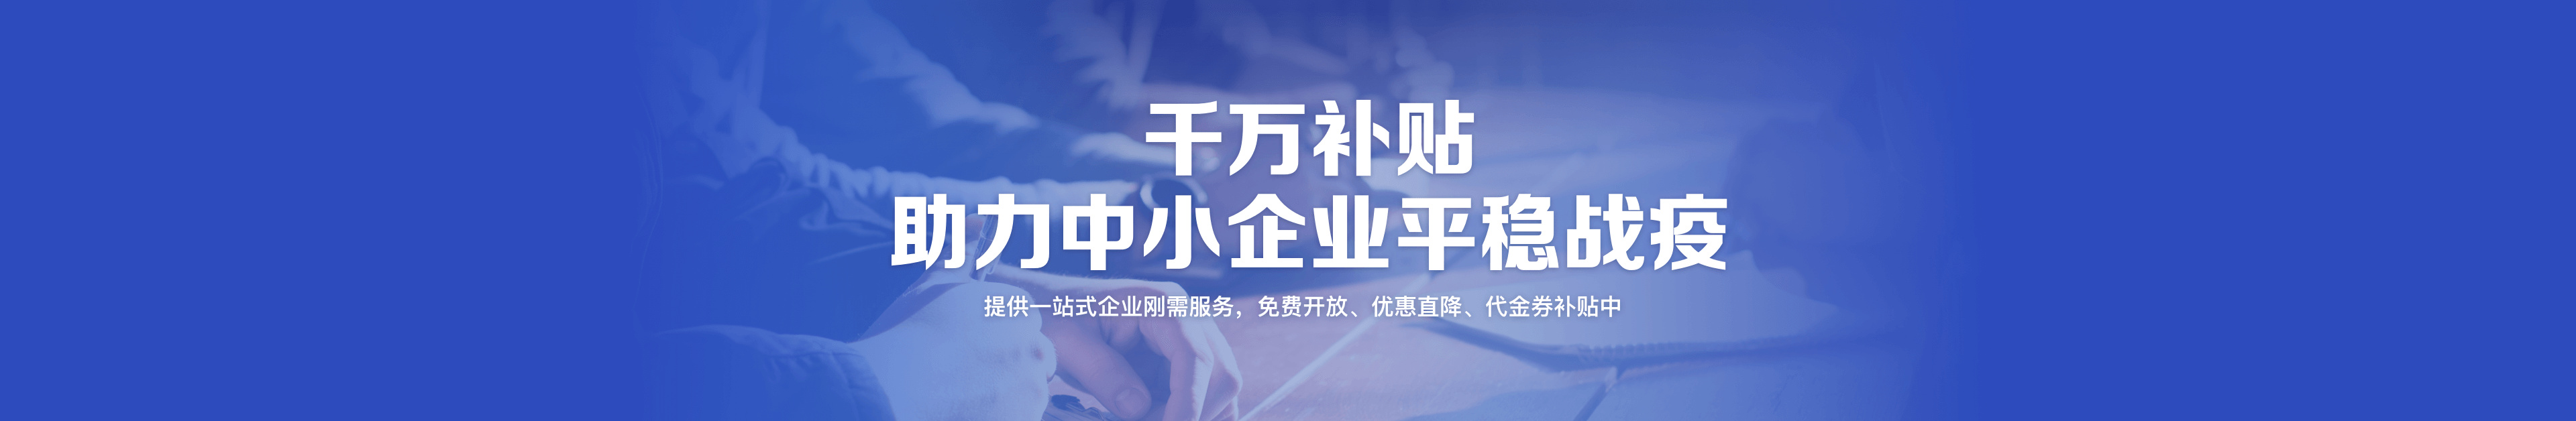 千万补贴
助力中小企业平稳战疫
提供一站式企业刚需服务，免费开放、优惠直降、代金券补贴中